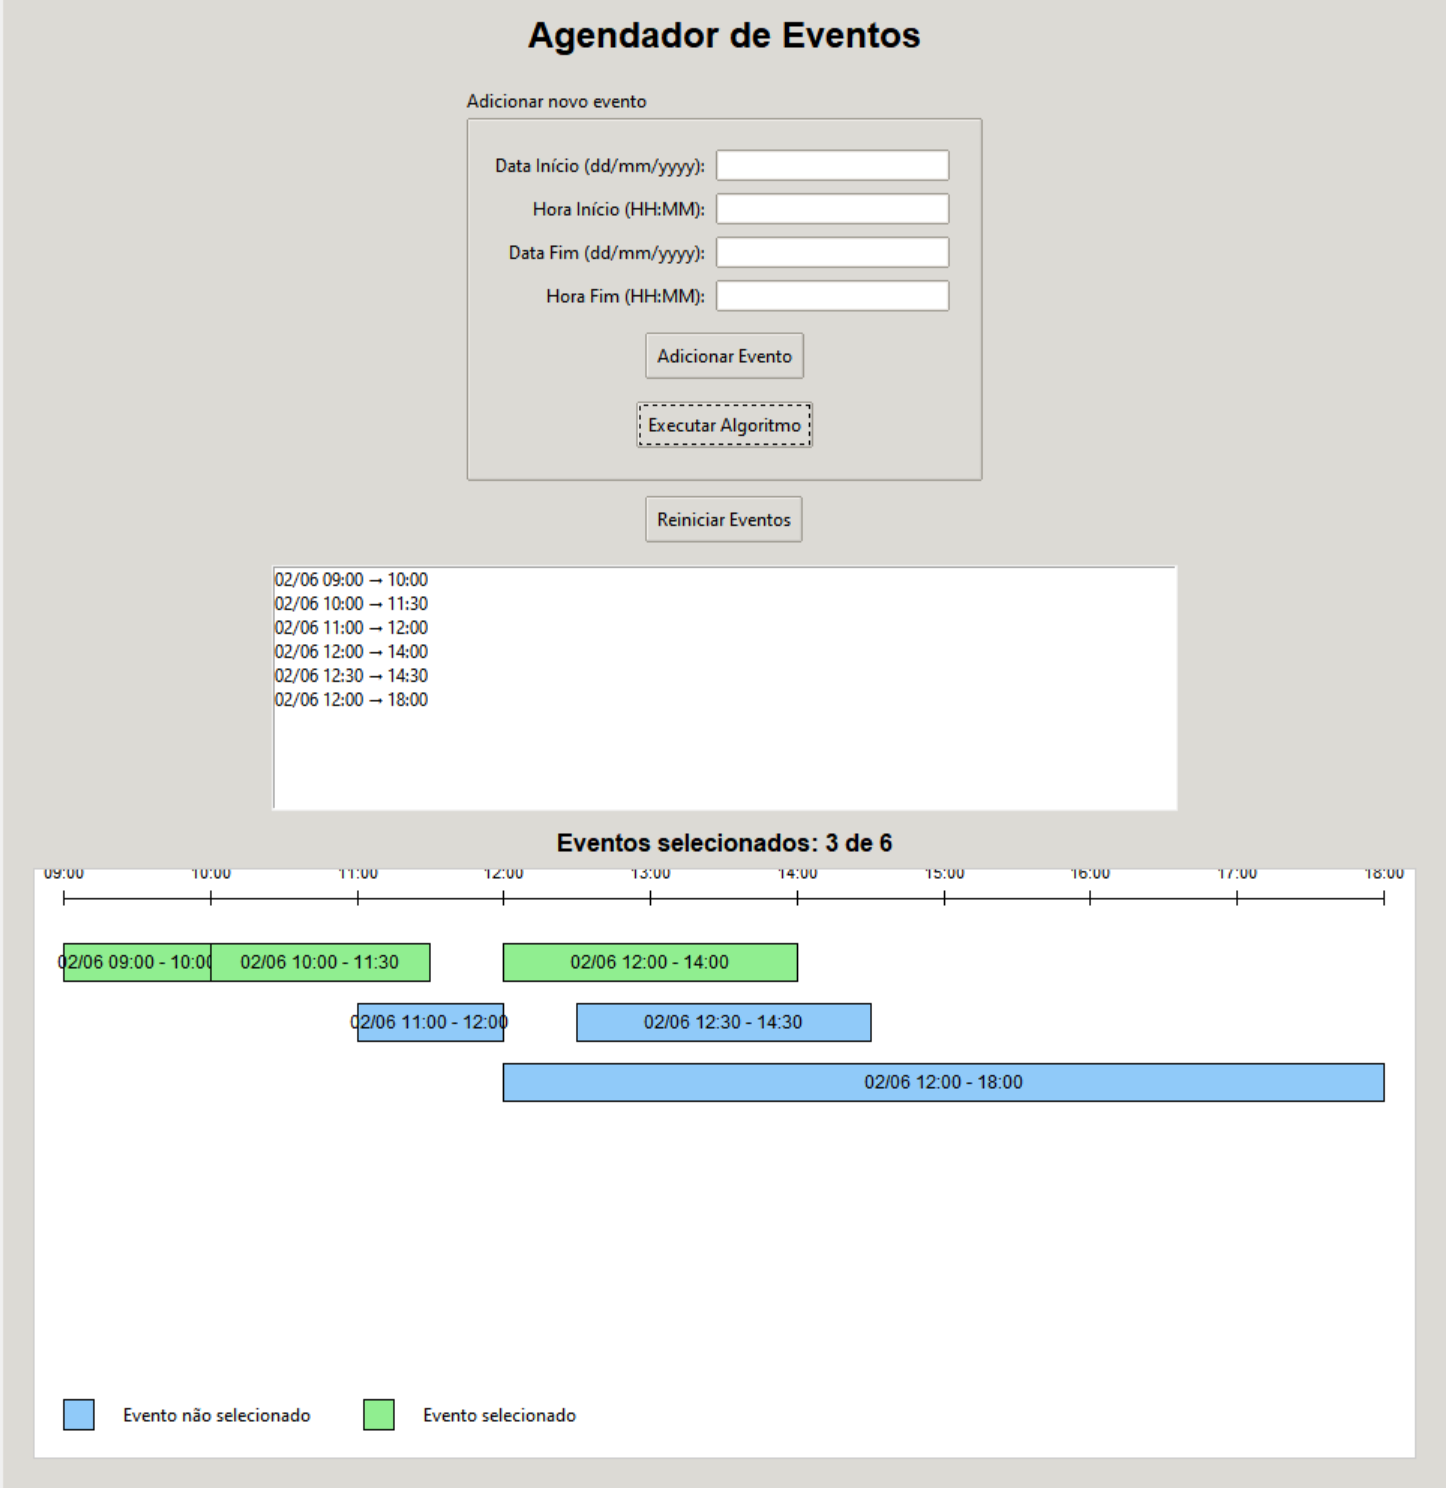 Agendador de Eventos
Adicionar novo evento
Data Início (dd/mm/yyyy):
Hora Início (HH:MM):
Data Fim (dd/mm/yyyy):
Hora Fim (HH:MM):
Adicionar Evento
Executar Algoritmo
Reiniciar Eventos
02/06 09:00 → 10:00
02/06 10:00 → 11:30
02/06 11:00 → 12:00
02/06 12:00 → 14:00
02/06 12:30 → 14:30
02/06 12:00 → 18:00
Eventos selecionados: 3 de 6
09:00 10:00 11:00 12:00 13:00 14:00 15:00 16:00 17:00 18:00
02/06 09:00 - 10:00 02/06 10:00 - 11:30 02/06 12:00 - 14:00
02/06 11:00 - 12:00 02/06 12:30 - 14:30
02/06 12:00 - 18:00
Evento não selecionado Evento selecionado